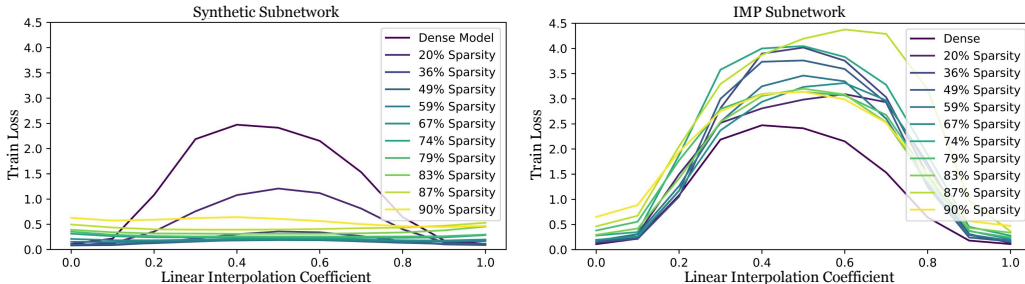 Synthetic Subnetwork
4.5
4.0
3.5
3.0
2.5
2.0
1.5
1.0
0.5
0.0
Train Loss
Dense Model
20% Sparsity
36% Sparsity
49% Sparsity
59% Sparsity
67% Sparsity
74% Sparsity
79% Sparsity
83% Sparsity
87% Sparsity
90% Sparsity
0.0 0.2 0.4 0.6 0.8 1.0
Linear Interpolation Coefficient
IMP Subnetwork
4.5
4.0
3.5
3.0
2.5
2.0
1.5
1.0
0.5
0.0
Train Loss
Dense
20% Sparsity
36% Sparsity
49% Sparsity
59% Sparsity
67% Sparsity
74% Sparsity
79% Sparsity
83% Sparsity
87% Sparsity
90% Sparsity
0.0 0.2 0.4 0.6 0.8 1.0
Linear Interpolation Coefficient